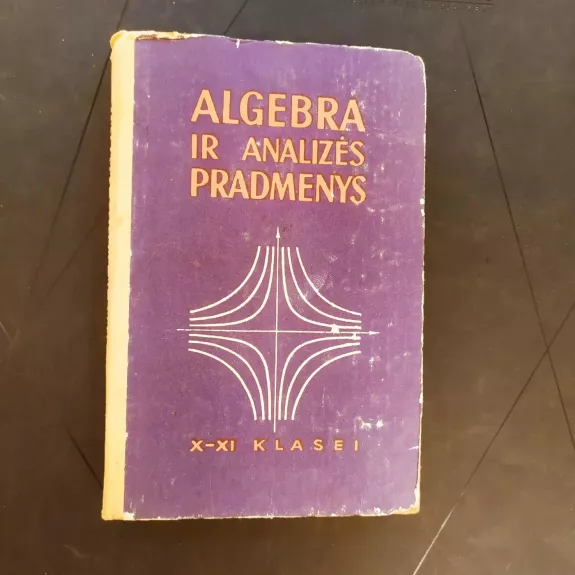 ALGEBRA
IR ANALIZĖS
PRADMENYS
X-XI KLASEI